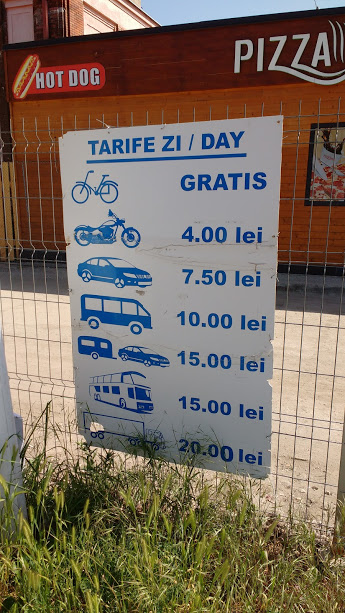 HOT DOG
PIZZA
TARIFE ZI / DAY
GRATIS
4.00 lei
7.50 lei
10.00 lei
15.00 lei
15.00 lei
20.00 lei